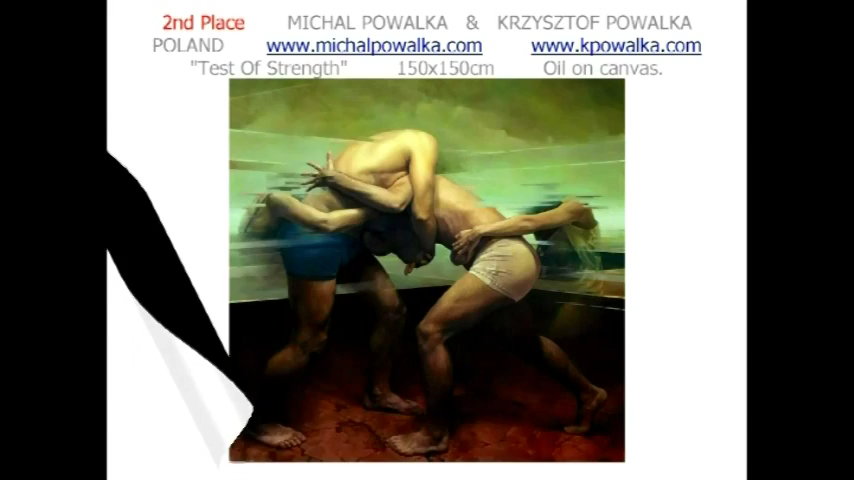 2nd Place MICHAL POWALKA & KRZYSZTOF POWALKA
POLAND www.michalpowalka.com www.kpowalka.com
"Test Of Strength" 150x150cm Oil on canvas.